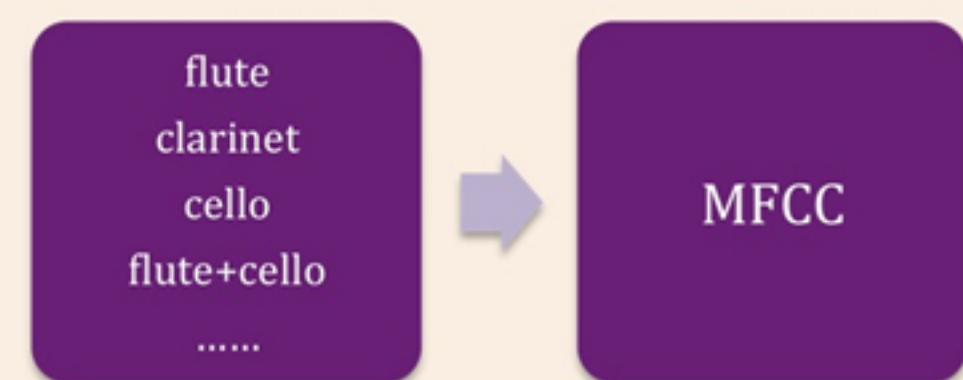 flute
clarinet
cello
flute+cello
......
MFCC